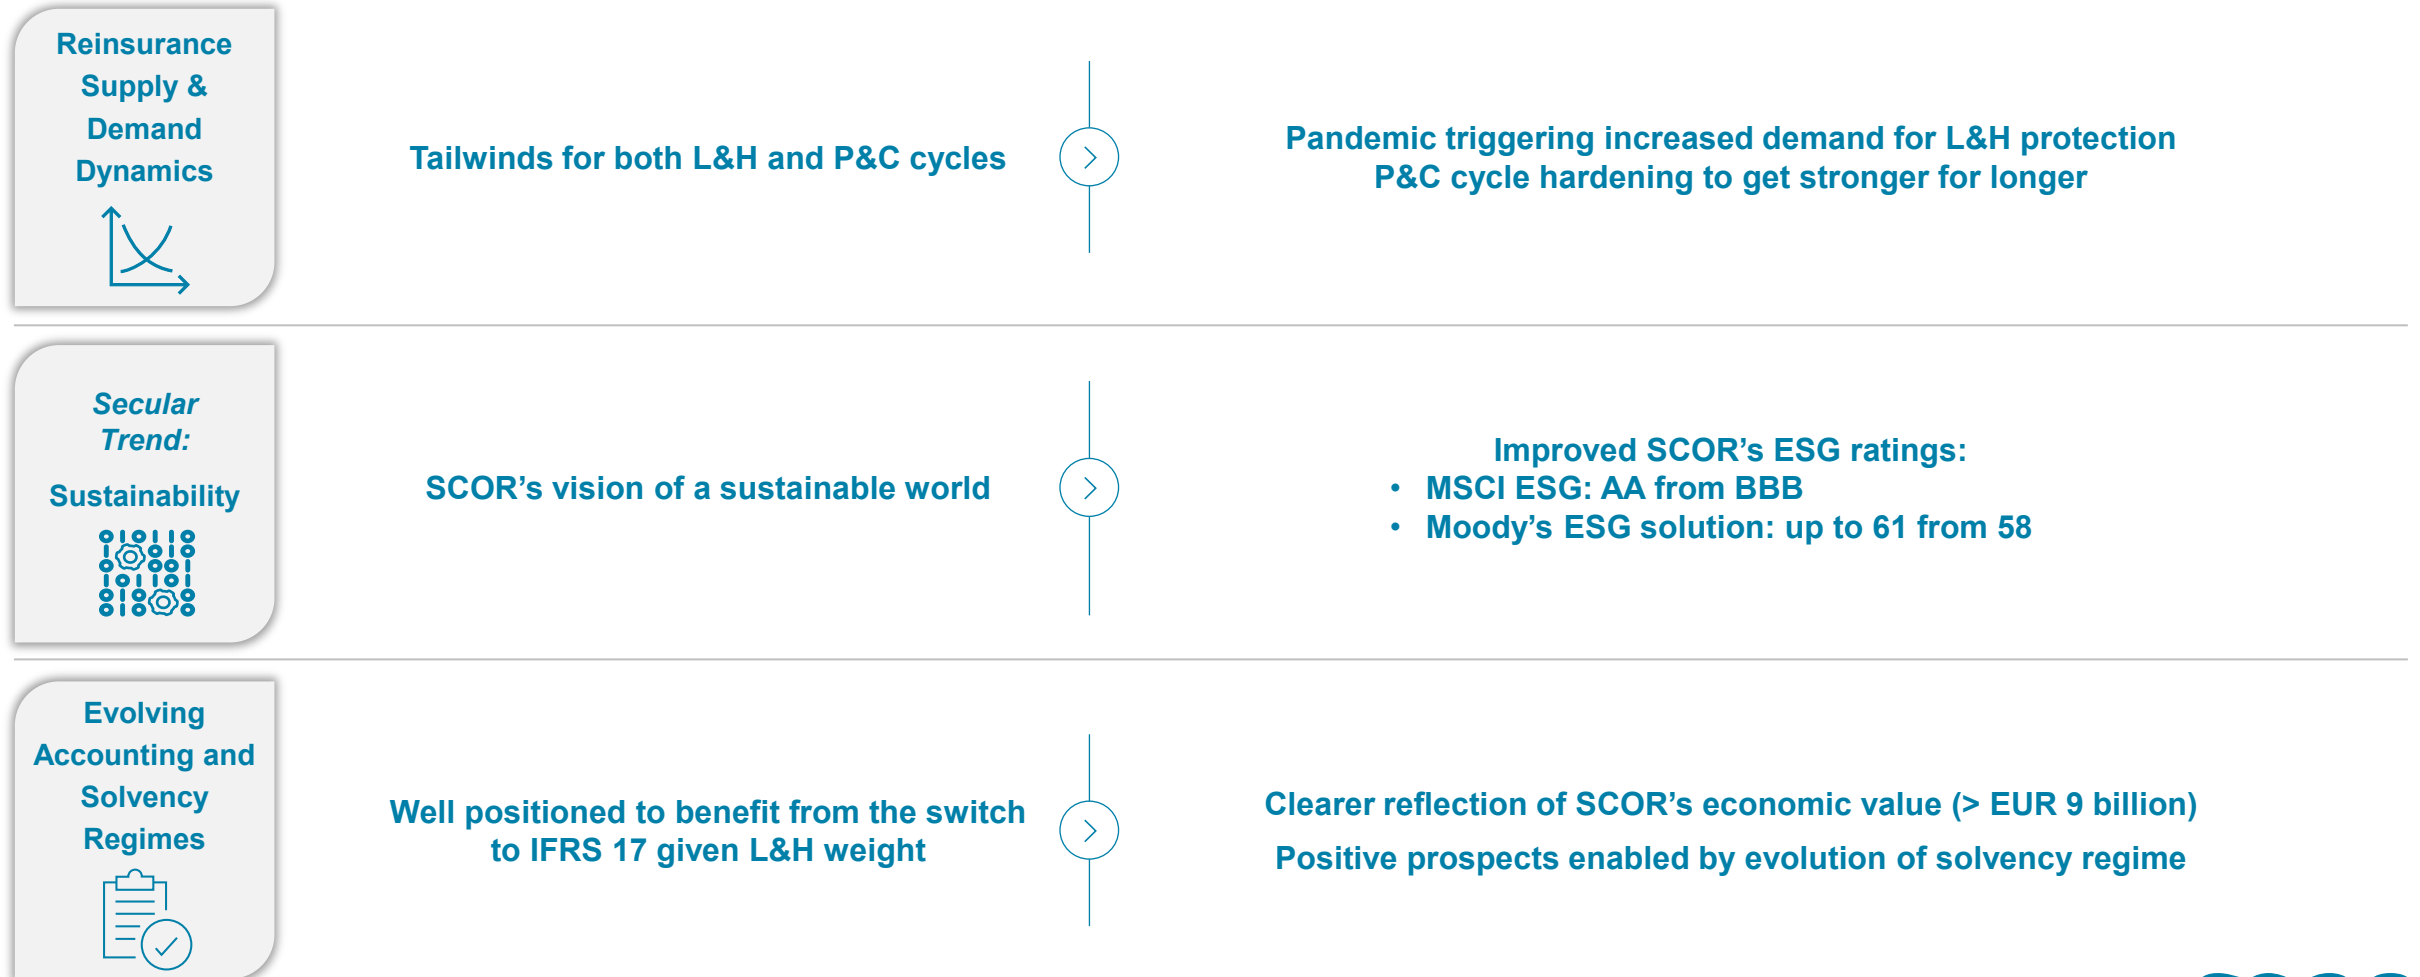 Reinsurance
Supply &
Demand
Dynamics
Tailwinds for both L&H and P&C cycles
Pandemic triggering increased demand for L&H protection
P&C cycle hardening to get stronger for longer
Secular
Trend:
Sustainability
SCOR’s vision of a sustainable world
Improved SCOR’s ESG ratings:
• MSCI ESG: AA from BBB
• Moody’s ESG solution: up to 61 from 58
Evolving
Accounting and
Solvency
Regimes
Well positioned to benefit from the switch
to IFRS 17 given L&H weight
Clearer reflection of SCOR’s economic value (> EUR 9 billion)
Positive prospects enabled by evolution of solvency regime